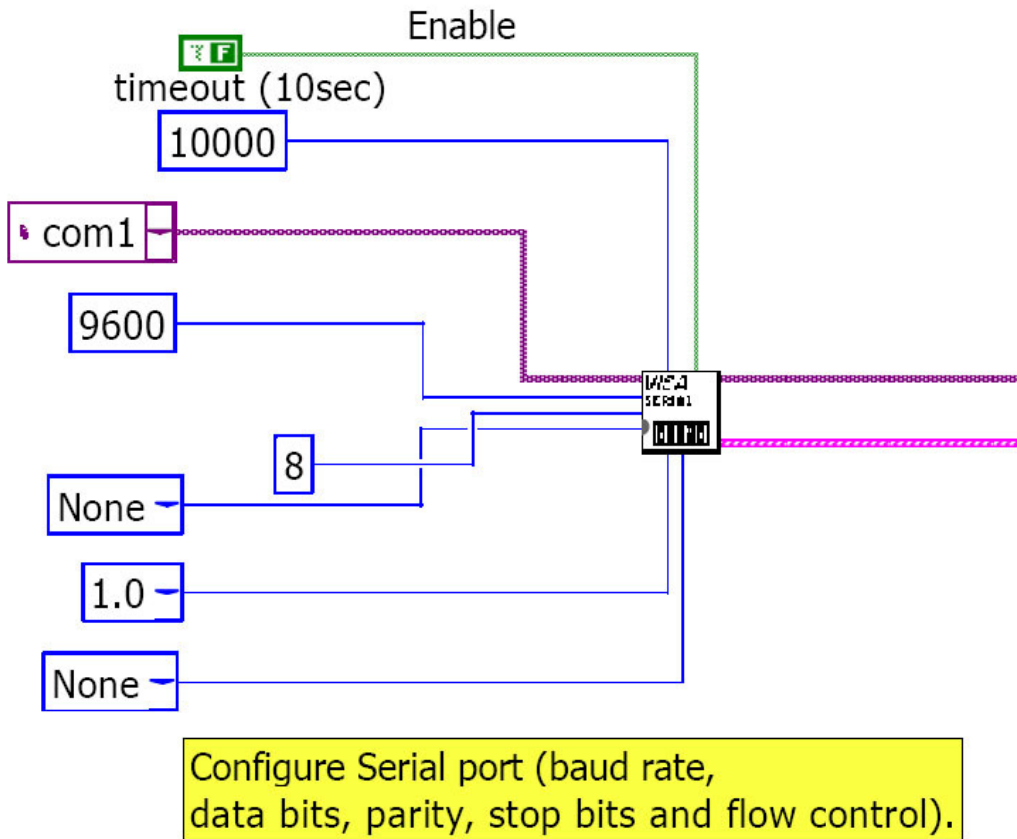 Enable
F
timeout (10sec)
10000
com1
9600
SERIAL
8
None
1.0
None
Configure Serial port (baud rate,
data bits, parity, stop bits and flow control).